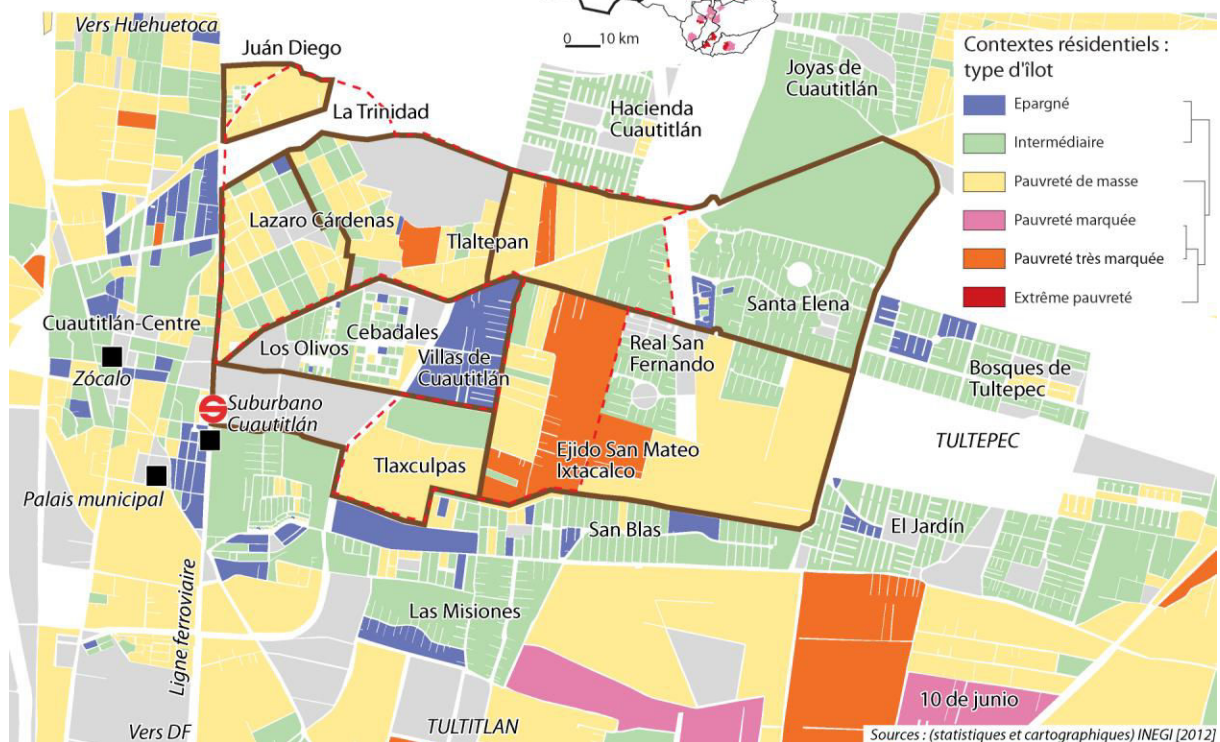 Vers Huehuetoca
0 10 km
Juán Diego
La Trinidad
Hacienda
Cuautitlán
Joyas de
Cuautitlán
Contextes résidentiels :
type d'îlot
Epargné
Intermédiaire
Pauvreté de masse
Pauvreté marquée
Pauvreté très marquée
Extrême pauvreté
Lazaro Cárdenas
Tlaltepan
Santa Elena
Cuautitlán-Centre
Zócalo
Los Olivos
Cebadales
Villas de
Cuautitlán
Real San
Fernando
Bosques de
Tultepec
Suburbano
Cuautitlán
TULTEPEC
Tlaxculpas
Ejido San Mateo
Ixtacalco
Palais municipal
San Blas
El Jardín
Las Misiones
Ligne ferroviaire
10 de junio
Vers DF
TULTITLAN
Sources : (statistiques et cartographiques) INEGI [2012]